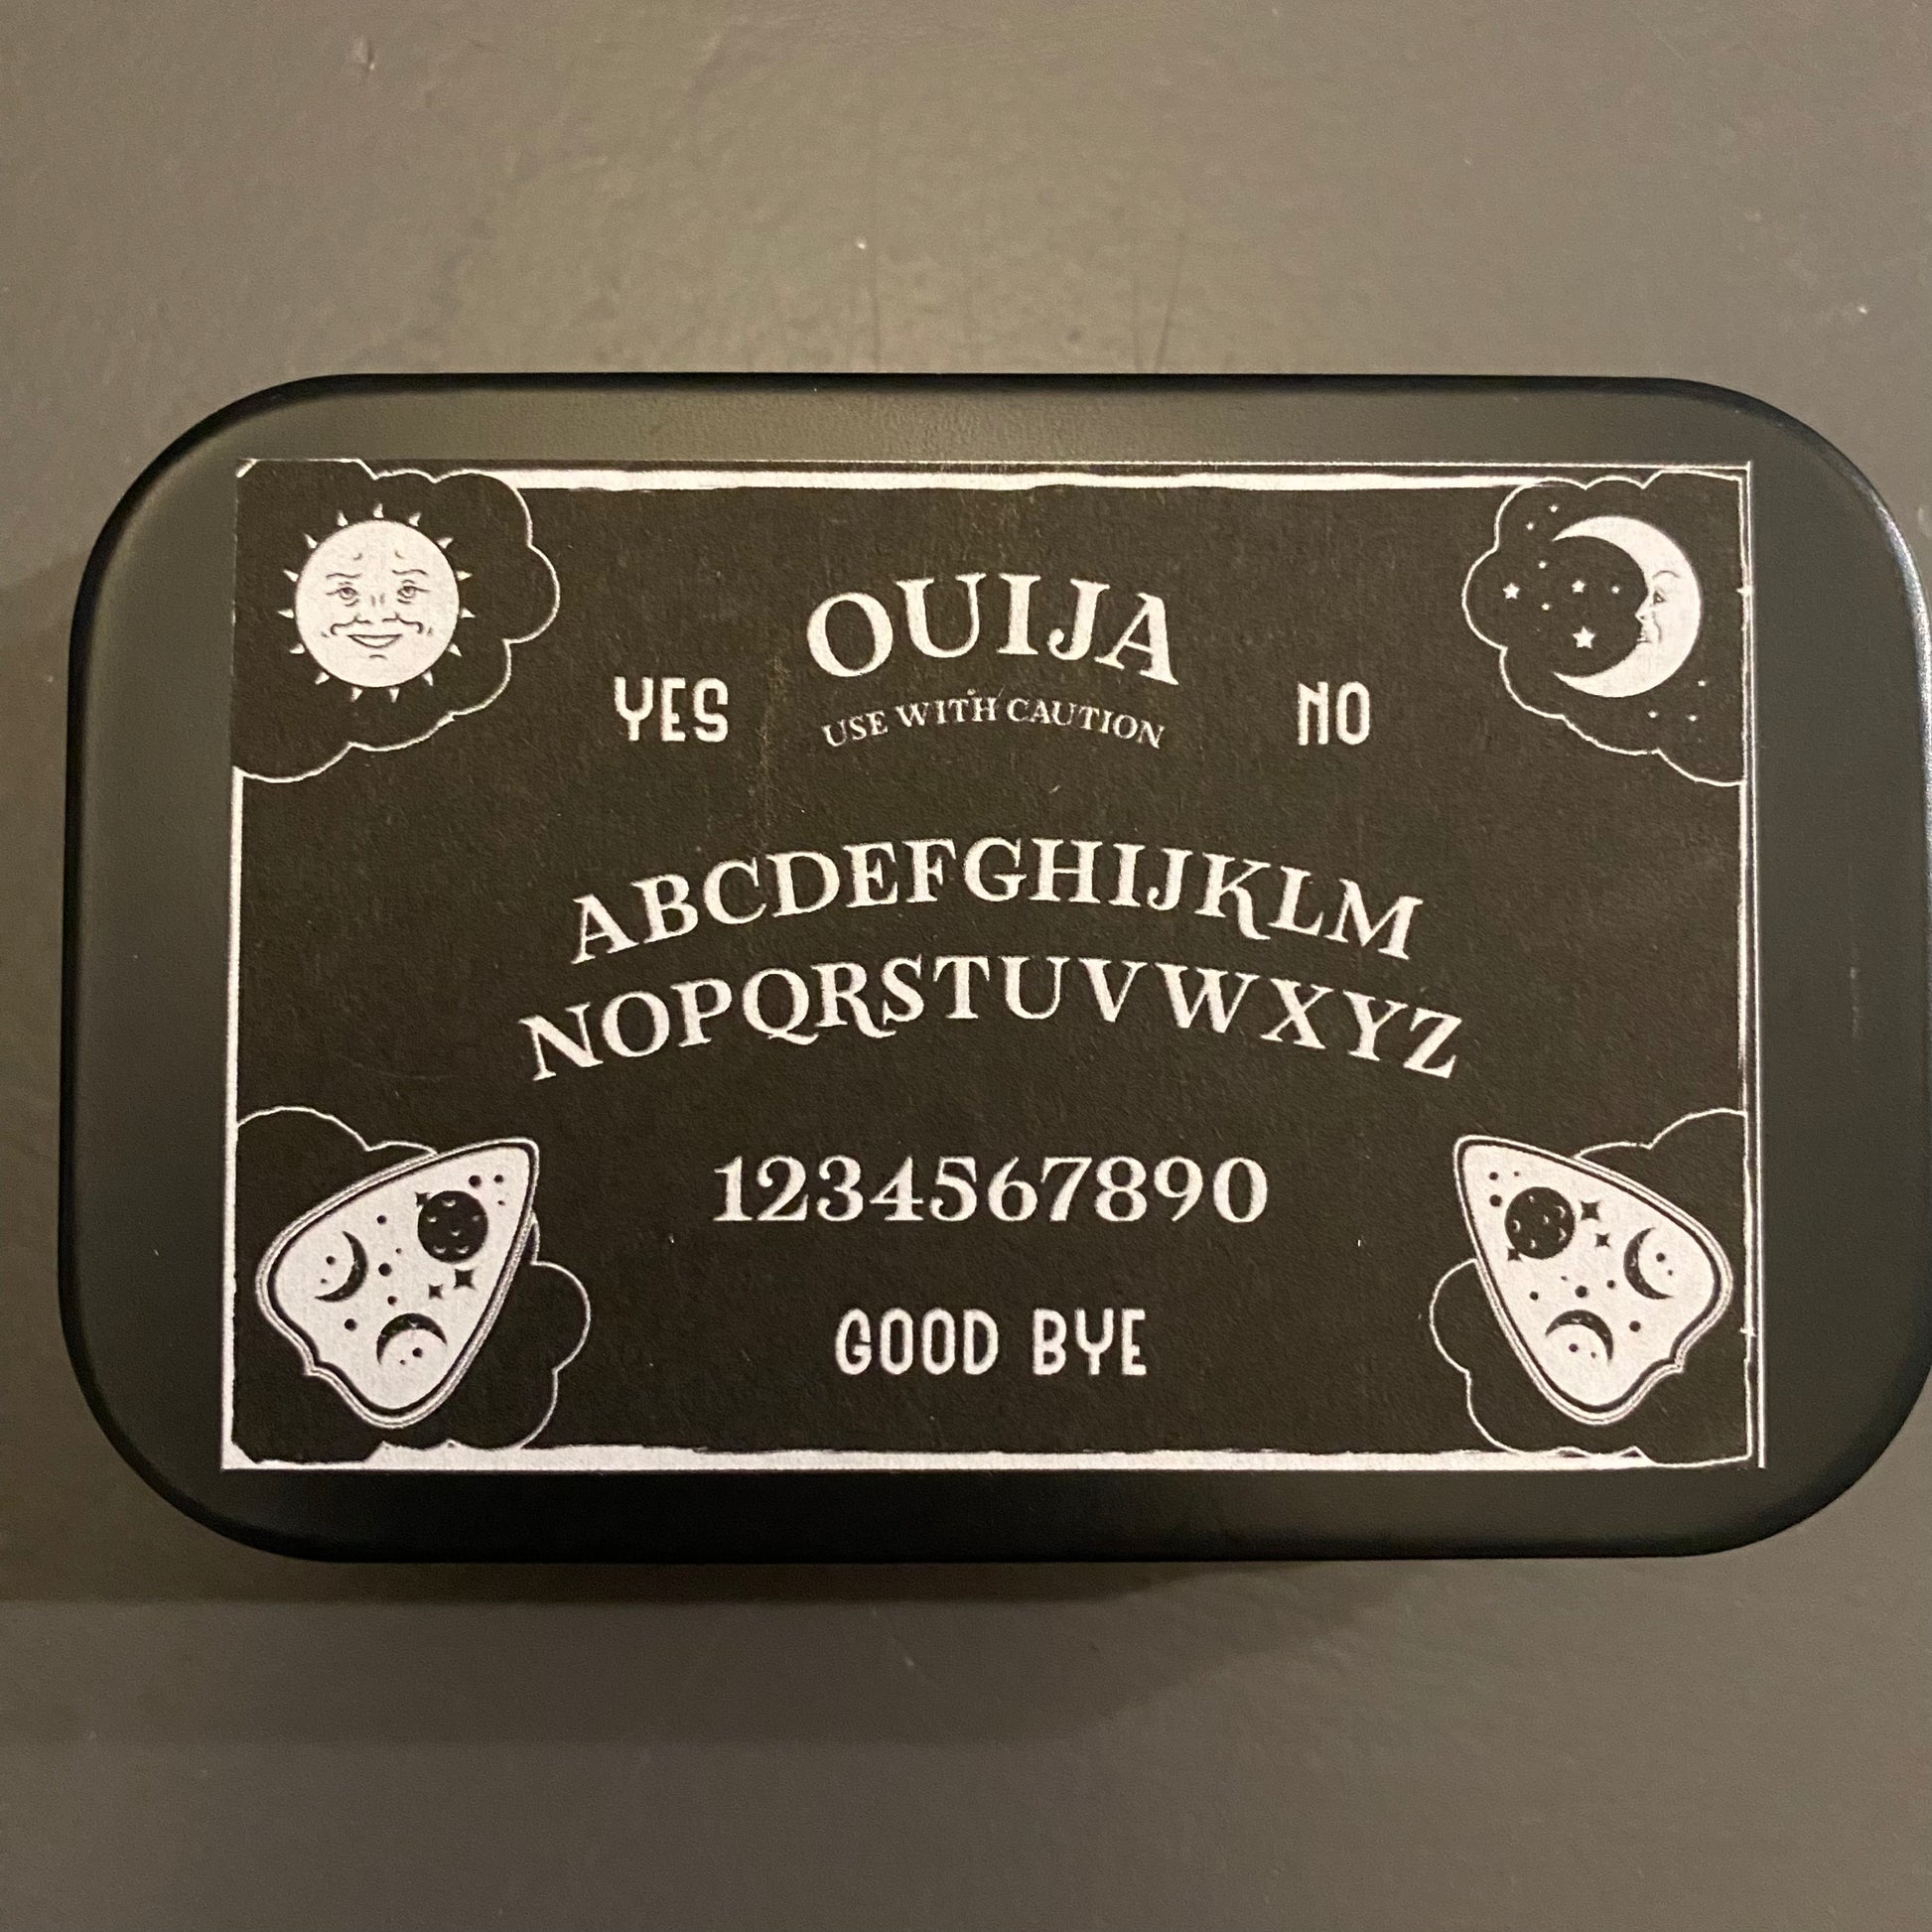 OUIJA
YES USE WITH CAUTION NO
ABCDEFGHIJKLM
NOPQRSTUVWXYZ
1234567890
GOOD BYE